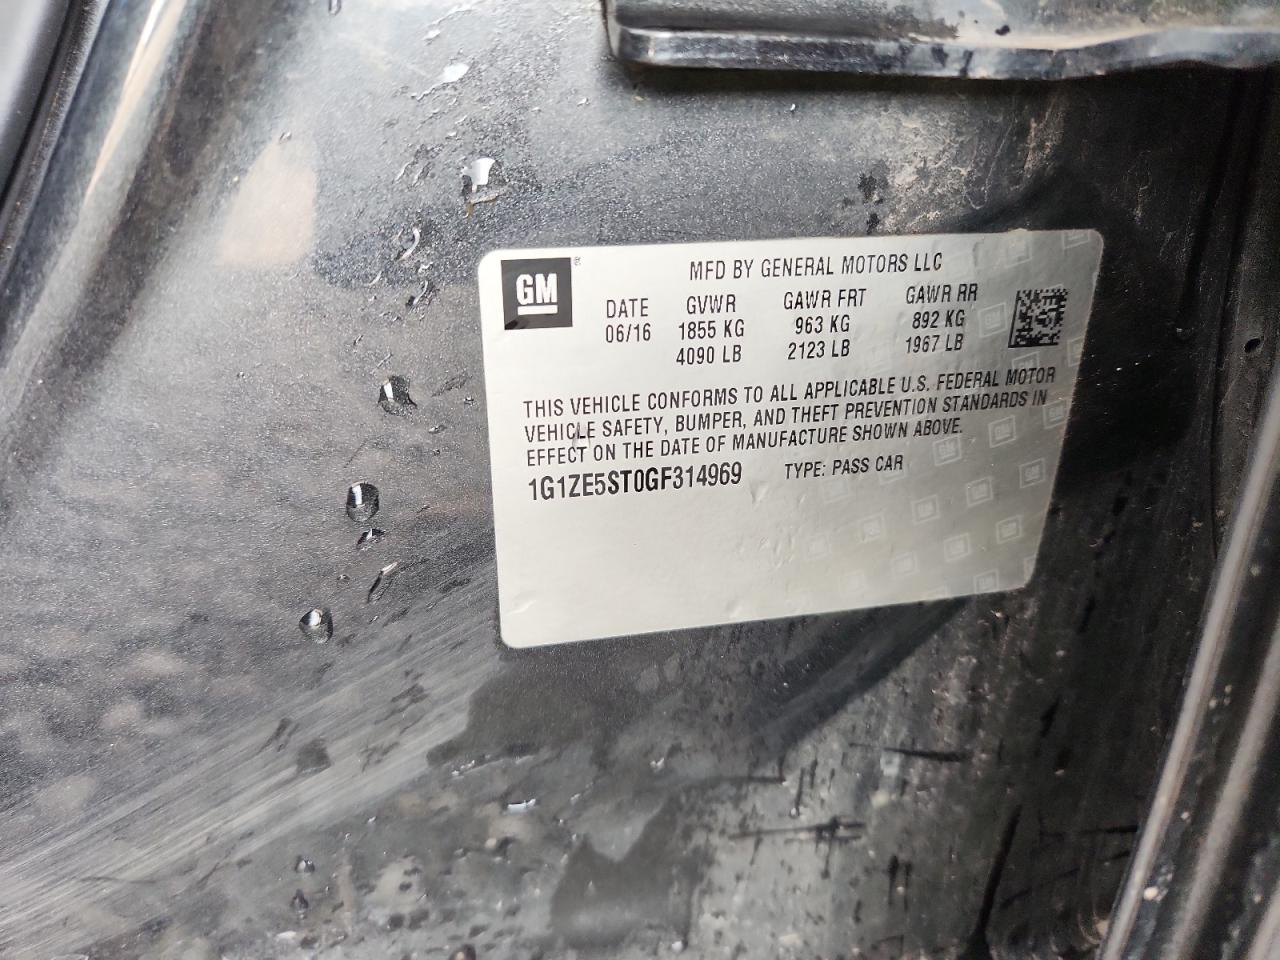 GM
MFD BY GENERAL MOTORS LLC
DATE GVWR GAWR FRT GAWR RR
06/16 1855 KG 963 KG 892 KG
4090 LB 2123 LB 1967 LB
THIS VEHICLE CONFORMS TO ALL APPLICABLE U.S. FEDERAL MOTOR
VEHICLE SAFETY, BUMPER, AND THEFT PREVENTION STANDARDS IN
EFFECT ON THE DATE OF MANUFACTURE SHOWN ABOVE.
1G1ZE5ST0GF314969 TYPE: PASS CAR